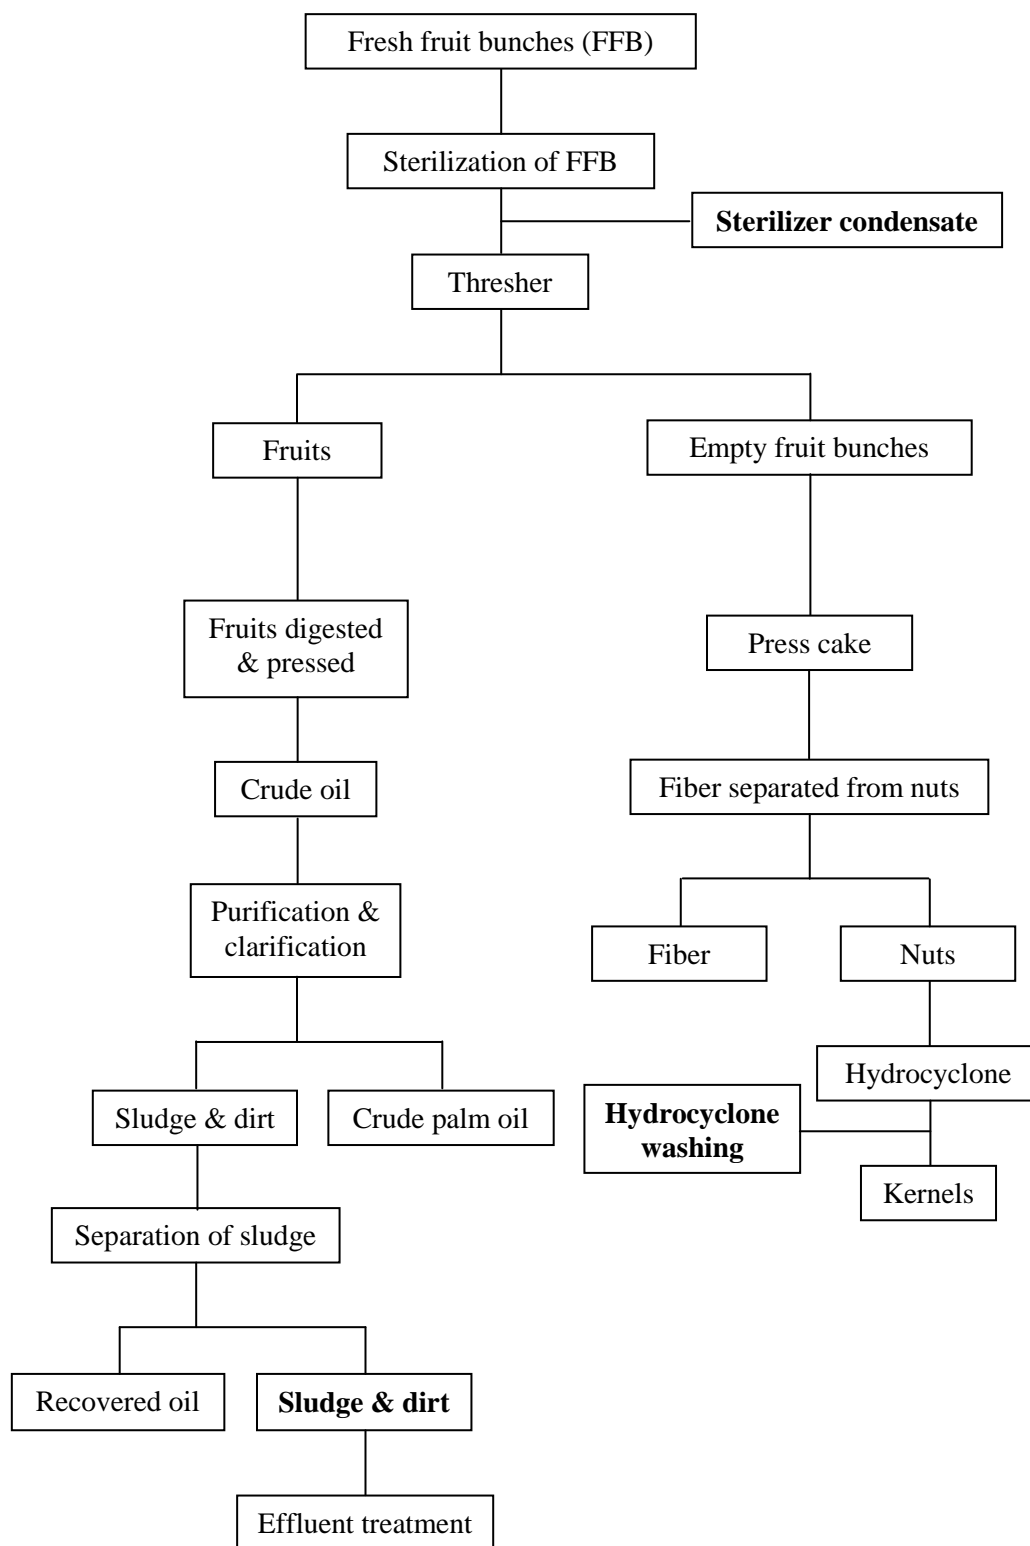 Fresh fruit bunches (FFB)
Sterilization of FFB
Sterilizer condensate
Thresher
Fruits
Empty fruit bunches
Fruits digested
& pressed
Press cake
Crude oil
Fiber separated from nuts
Purification &
clarification
Fiber
Nuts
Hydrocyclone
Sludge & dirt
Crude palm oil
Hydrocyclone
washing
Kernels
Separation of sludge
Recovered oil
Sludge & dirt
Effluent treatment